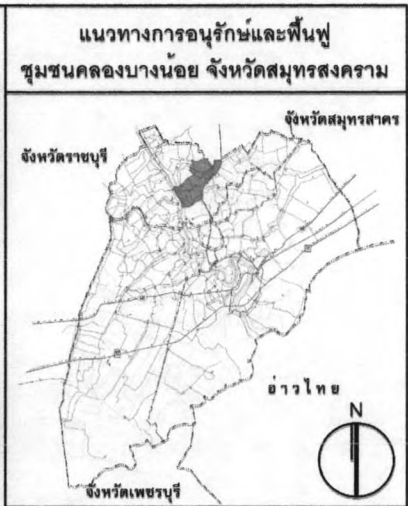 แนวทางการอนุรักษ์และฟื้นฟู
ชุมชนคลองบางน้อย จังหวัดสมุทรสงคราม
จังหวัดสมุทรสาคร
จังหวัดราชบุรี
อ่าวไทย
N
จังหวัดเพชรบุรี